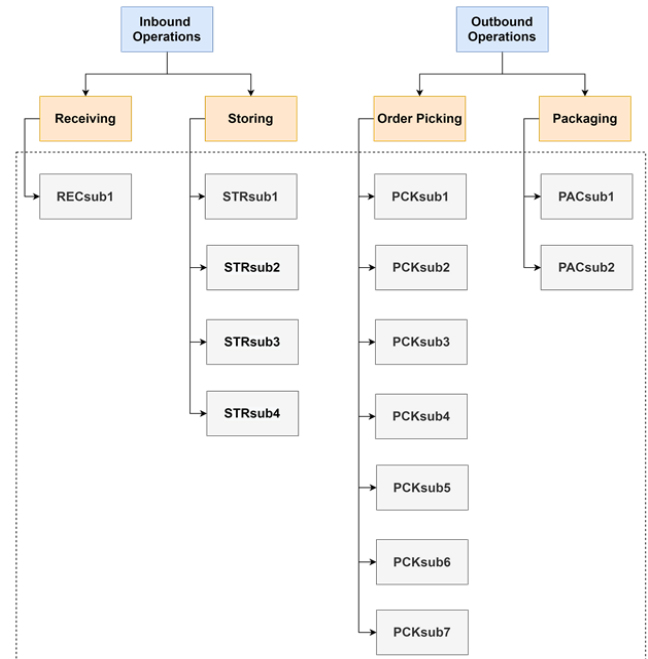 Inbound
Operations
Outbound
Operations
Receiving
Storing
Order Picking
Packaging
RECsub1
STRsub1
PCKsub1
PACsub1
STRsub2
PCKsub2
PACsub2
STRsub3
PCKsub3
STRsub4
PCKsub4
PCKsub5
PCKsub6
PCKsub7